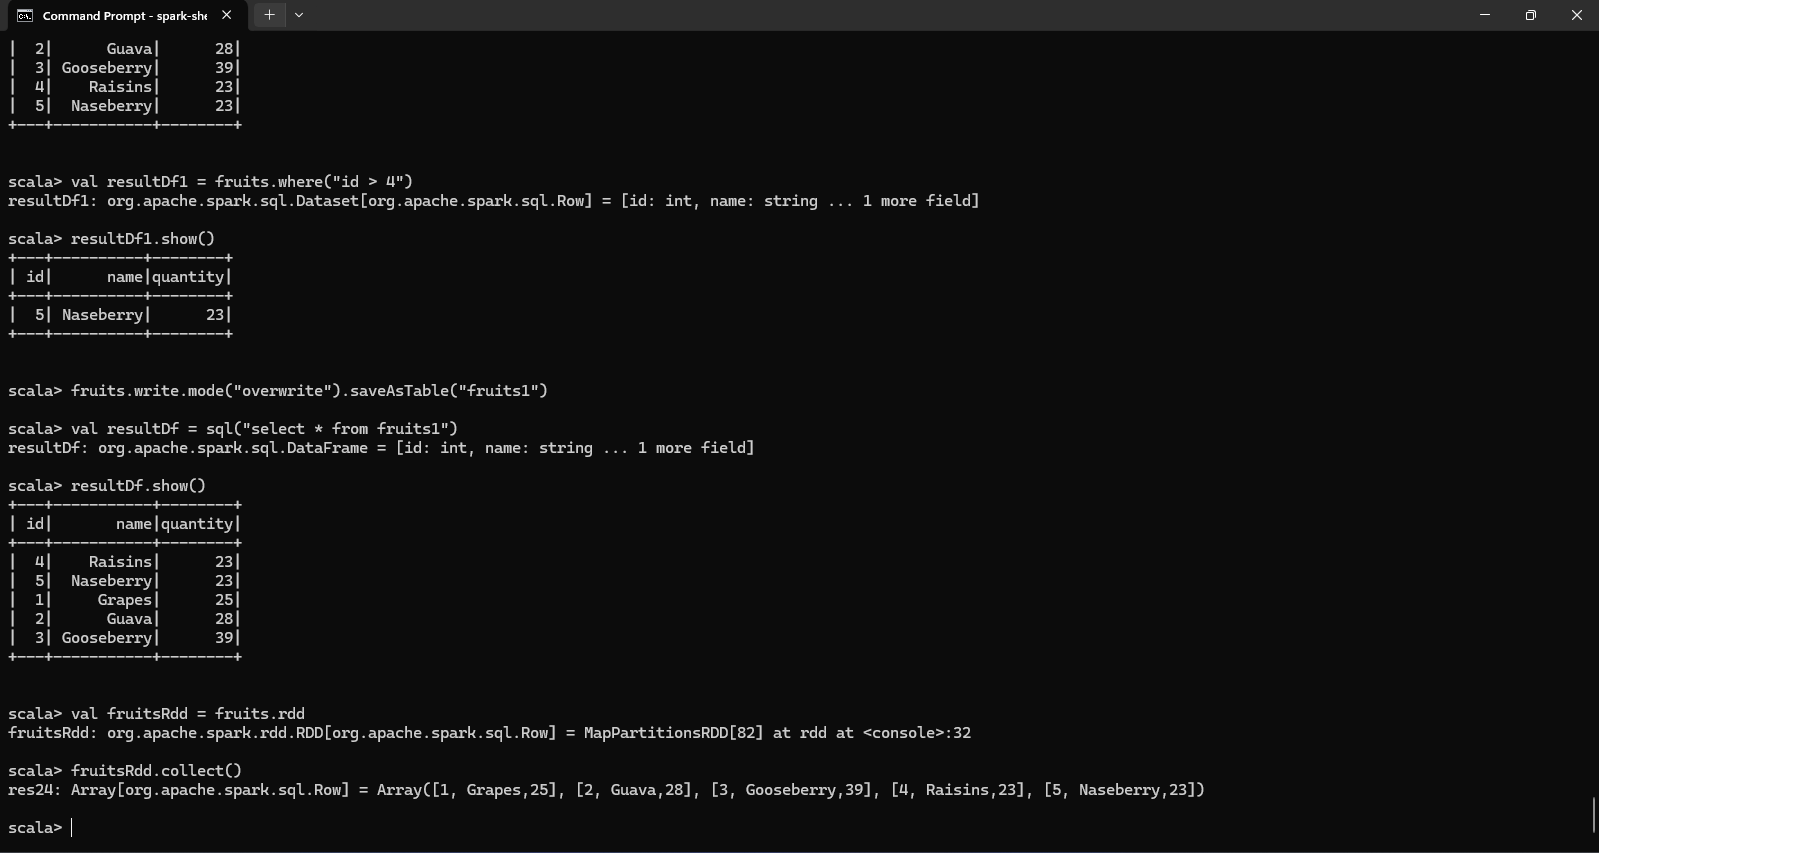 Command Prompt - spark-she
|  2|      Guava|      28|
|  3| Gooseberry|      39|
|  4|    Raisins|      23|
|  5|  Naseberry|      23|
+---+-----------+--------+
scala> val resultDf1 = fruits.where("id > 4")
resultDf1: org.apache.spark.sql.Dataset[org.apache.spark.sql.Row] = [id: int, name: string ... 1 more field]
scala> resultDf1.show()
+---+----------+--------+
| id|      name|quantity|
+---+----------+--------+
|  5| Naseberry|      23|
+---+----------+--------+
scala> fruits.write.mode("overwrite").saveAsTable("fruits1")
scala> val resultDf = sql("select * from fruits1")
resultDf: org.apache.spark.sql.DataFrame = [id: int, name: string ... 1 more field]
scala> resultDf.show()
+---+-----------+--------+
| id|       name|quantity|
+---+-----------+--------+
|  4|    Raisins|      23|
|  5|  Naseberry|      23|
|  1|     Grapes|      25|
|  2|      Guava|      28|
|  3| Gooseberry|      39|
+---+-----------+--------+
scala> val fruitsRdd = fruits.rdd
fruitsRdd: org.apache.spark.rdd.RDD[org.apache.spark.sql.Row] = MapPartitionsRDD[82] at rdd at <console>:32
scala> fruitsRdd.collect()
res24: Array[org.apache.spark.sql.Row] = Array([1, Grapes,25], [2, Guava,28], [3, Gooseberry,39], [4, Raisins,23], [5, Naseberry,23])
scala>